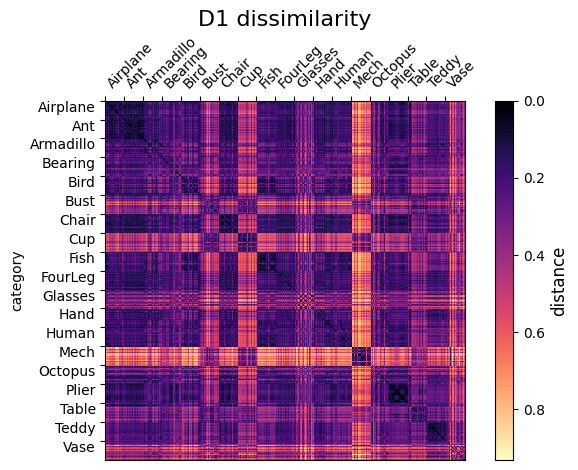 D1 dissimilarity
Airplane
Ant
Armadillo
Bearing
Bird
Bust
Chair
Cup
Fish
FourLeg
Glasses
Hand
Human
Mech
Octopus
Plier
Table
Teddy
Vase
Airplane
Ant
Armadillo
Bearing
Bird
Bust
Chair
Cup
Fish
FourLeg
Glasses
Hand
Human
Mech
Octopus
Plier
Table
Teddy
Vase
category
0.0
0.2
0.4
0.6
0.8
distance